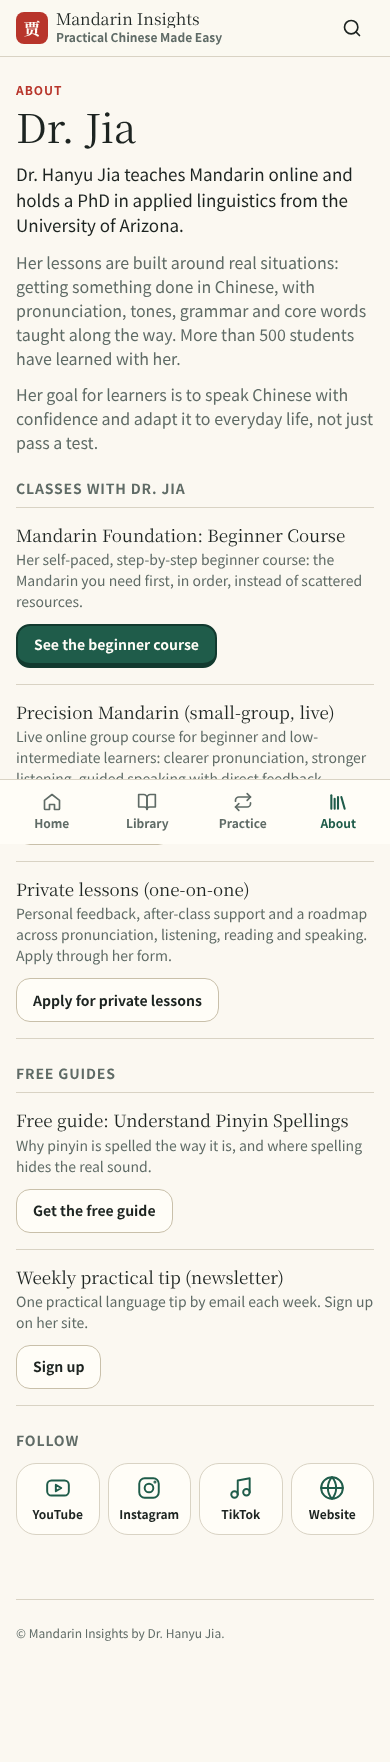 贾
Mandarin Insights
Practical Chinese Made Easy
ABOUT
Dr. Jia
Dr. Hanyu Jia teaches Mandarin online and
holds a PhD in applied linguistics from the
University of Arizona.
Her lessons are built around real situations:
getting something done in Chinese, with
pronunciation, tones, grammar and core words
taught along the way. More than 500 students
have learned with her.
Her goal for learners is to speak Chinese with
confidence and adapt it to everyday life, not just
pass a test.
CLASSES WITH DR. JIA
Mandarin Foundation: Beginner Course
Her self-paced, step-by-step beginner course: the
Mandarin you need first, in order, instead of scattered
resources.
See the beginner course
Precision Mandarin (small-group, live)
Live online group course for beginner and low-
intermediate learners: clearer pronunciation, stronger
listening, guided speaking with direct feedback.
Home
Library
Practice
About
Private lessons (one-on-one)
Personal feedback, after-class support and a roadmap
across pronunciation, listening, reading and speaking.
Apply through her form.
Apply for private lessons
FREE GUIDES
Free guide: Understand Pinyin Spellings
Why pinyin is spelled the way it is, and where spelling
hides the real sound.
Get the free guide
Weekly practical tip (newsletter)
One practical language tip by email each week. Sign up
on her site.
Sign up
FOLLOW
YouTube
Instagram
TikTok
Website
© Mandarin Insights by Dr. Hanyu Jia.